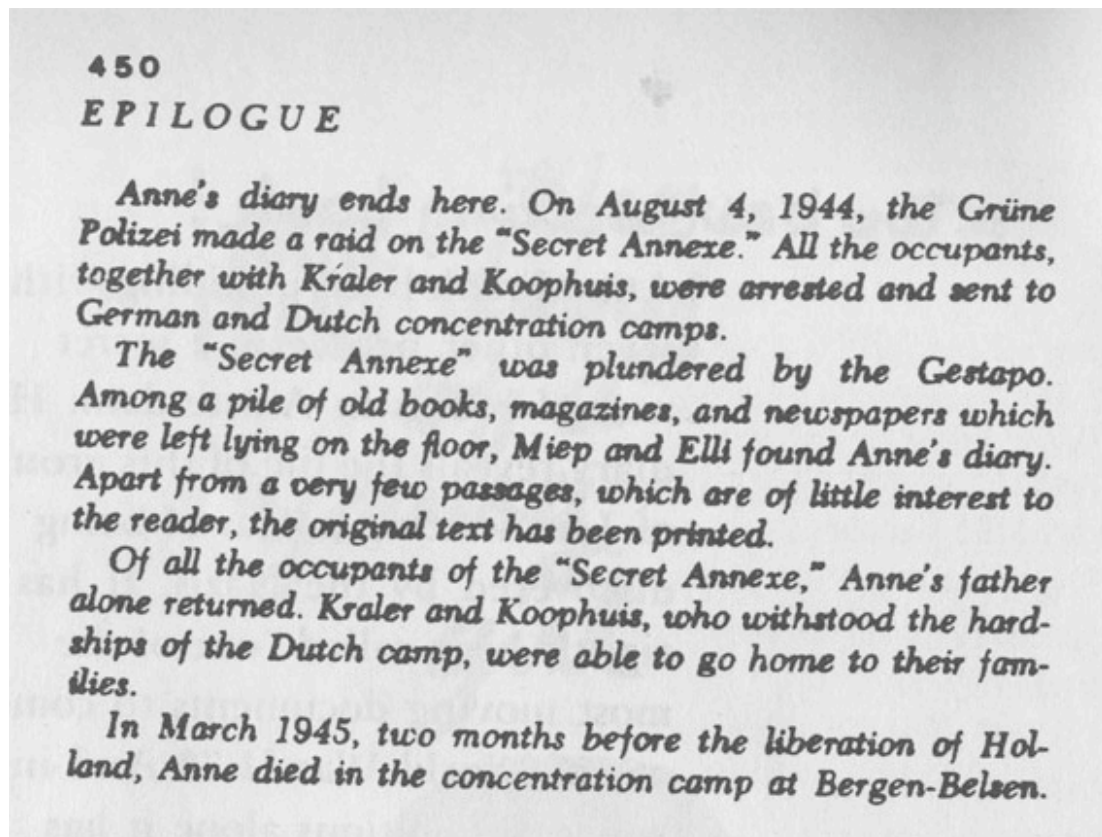 450
EPILOGUE
Anne's diary ends here. On August 4, 1944, the Grüne
Polizei made a raid on the "Secret Annexe." All the occupants,
together with Kraler and Koophuis, were arrested and sent to
German and Dutch concentration camps.
The "Secret Annexe" was plundered by the Gestapo.
Among a pile of old books, magazines, and newspapers which
were left lying on the floor, Miep and Elli found Anne's diary.
Apart from a very few passages, which are of little interest to
the reader, the original text has been printed.
Of all the occupants of the "Secret Annexe," Anne's father
alone returned. Kraler and Koophuis, who withstood the hard-
ships of the Dutch camp, were able to go home to their fam-
ilies.
In March 1945, two months before the liberation of Hol-
land, Anne died in the concentration camp at Bergen-Belsen.